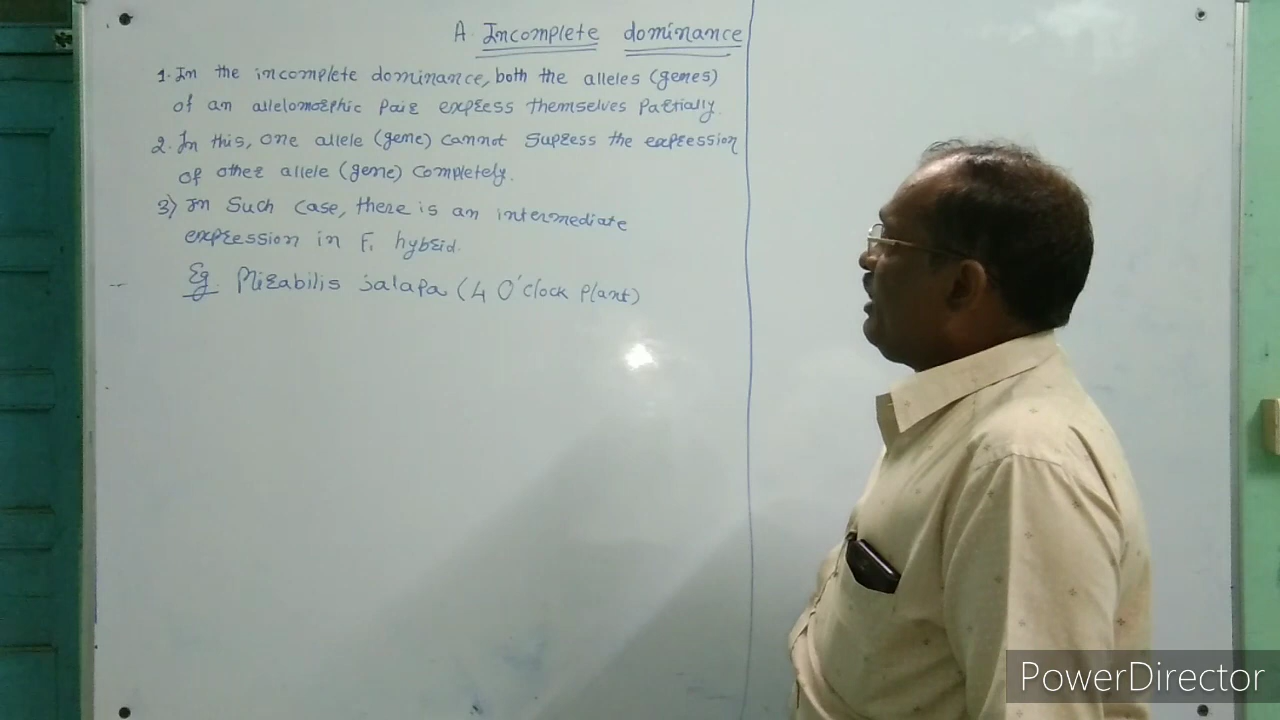 A. Incomplete dominance
1. In the incomplete dominance, both the alleles (genes)
of an allelomorphic pair express themselves partially.
2. In this, one allele (gene) cannot supress the expression
of other allele (gene) completely.
3) In such case, there is an intermediate
expression in F1 hybrid.
Eg. Mirabilis jalapa (4 O'clock plant)
PowerDirector